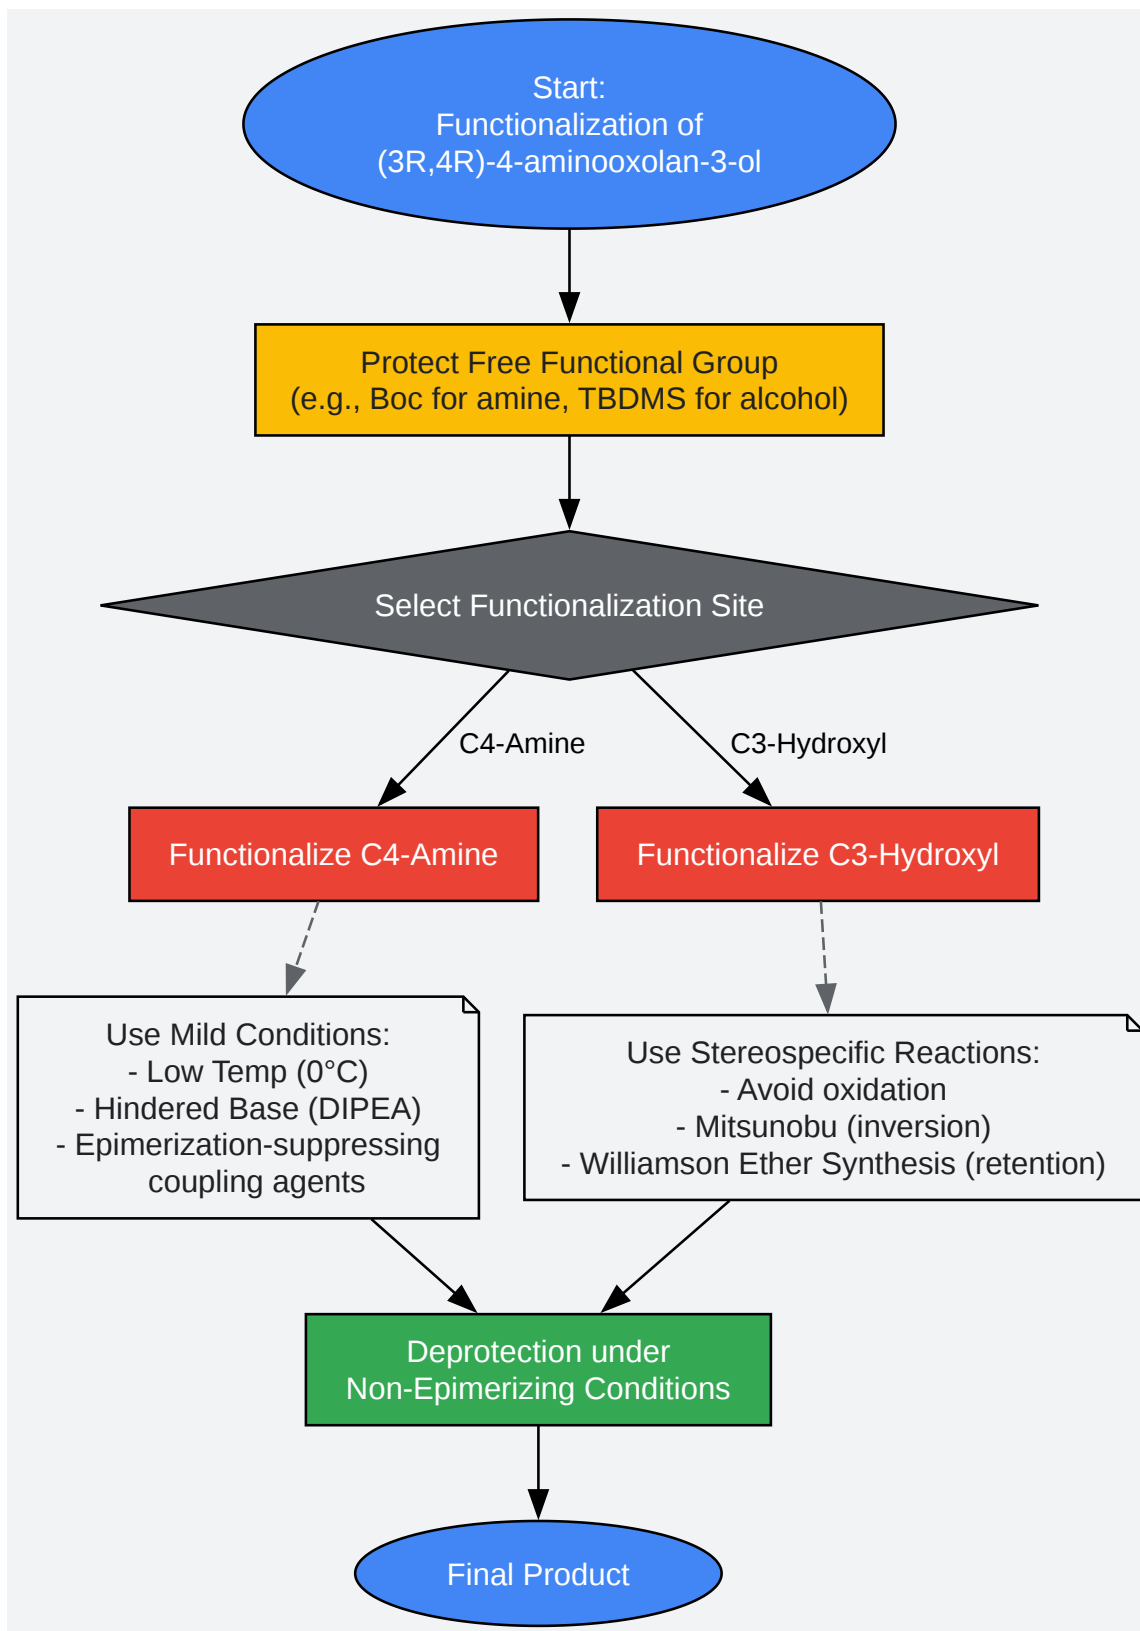 Start:
Functionalization of
(3R,4R)-4-aminooxolan-3-ol
Protect Free Functional Group
(e.g., Boc for amine, TBDMS for alcohol)
Select Functionalization Site
C4-Amine
C3-Hydroxyl
Functionalize C4-Amine
Functionalize C3-Hydroxyl
Use Mild Conditions:
- Low Temp (0°C)
- Hindered Base (DIPEA)
- Epimerization-suppressing
coupling agents
Use Stereospecific Reactions:
- Avoid oxidation
- Mitsunobu (inversion)
- Williamson Ether Synthesis (retention)
Deprotection under
Non-Epimerizing Conditions
Final Product